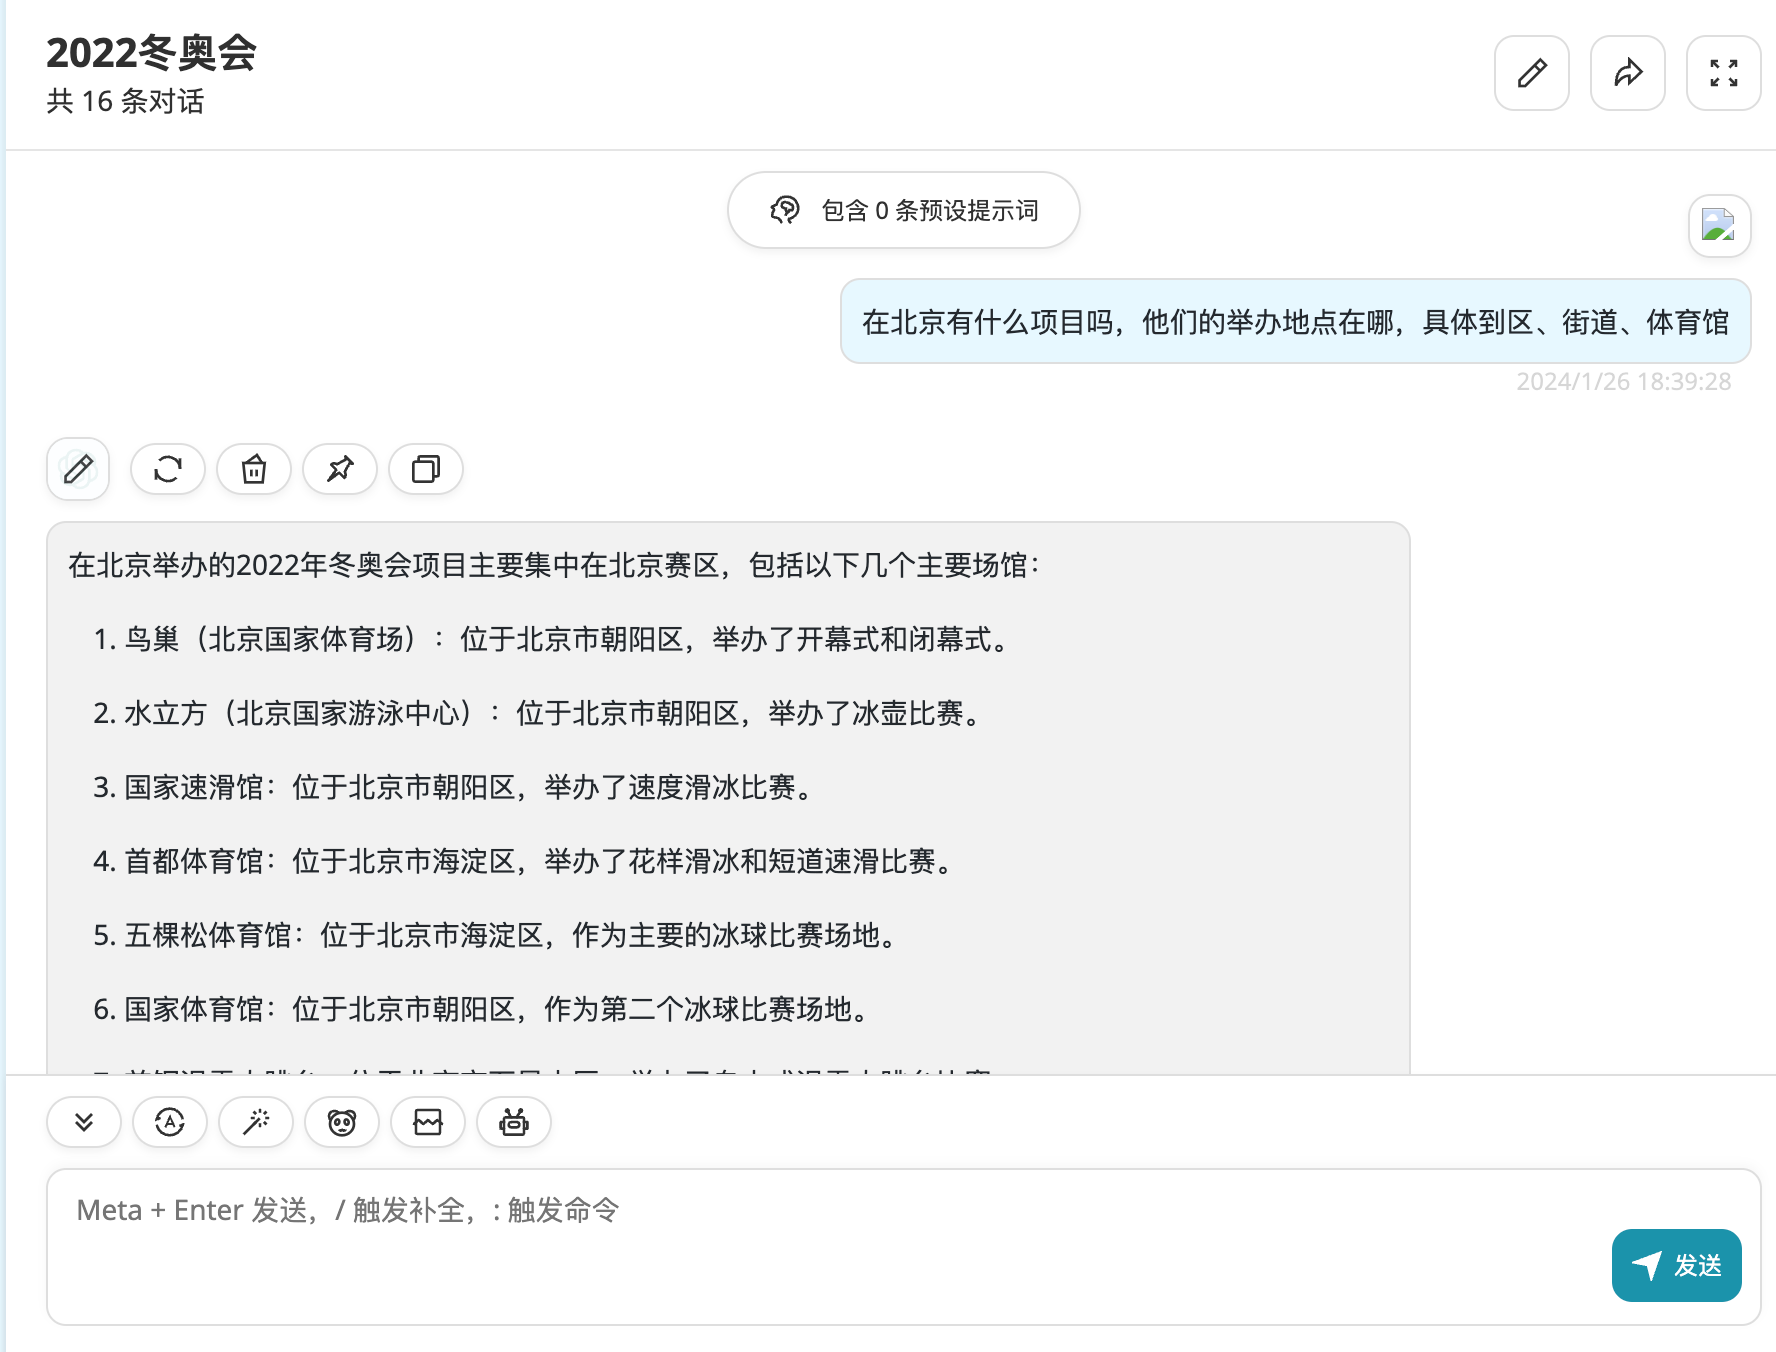 2022冬奥会
共 16 条对话
包含 0 条预设提示词
在北京有什么项目吗，他们的举办地点在哪，具体到区、街道、体育馆
2024/1/26 18:39:28
在北京举办的2022年冬奥会项目主要集中在北京赛区，包括以下几个主要场馆：
1. 鸟巢（北京国家体育场）：位于北京市朝阳区，举办了开幕式和闭幕式。
2. 水立方（北京国家游泳中心）：位于北京市朝阳区，举办了冰壶比赛。
3. 国家速滑馆：位于北京市朝阳区，举办了速度滑冰比赛。
4. 首都体育馆：位于北京市海淀区，举办了花样滑冰和短道速滑比赛。
5. 五棵松体育馆：位于北京市海淀区，作为主要的冰球比赛场地。
6. 国家体育馆：位于北京市朝阳区，作为第二个冰球比赛场地。
Meta + Enter 发送，/ 触发补全，: 触发命令
发送